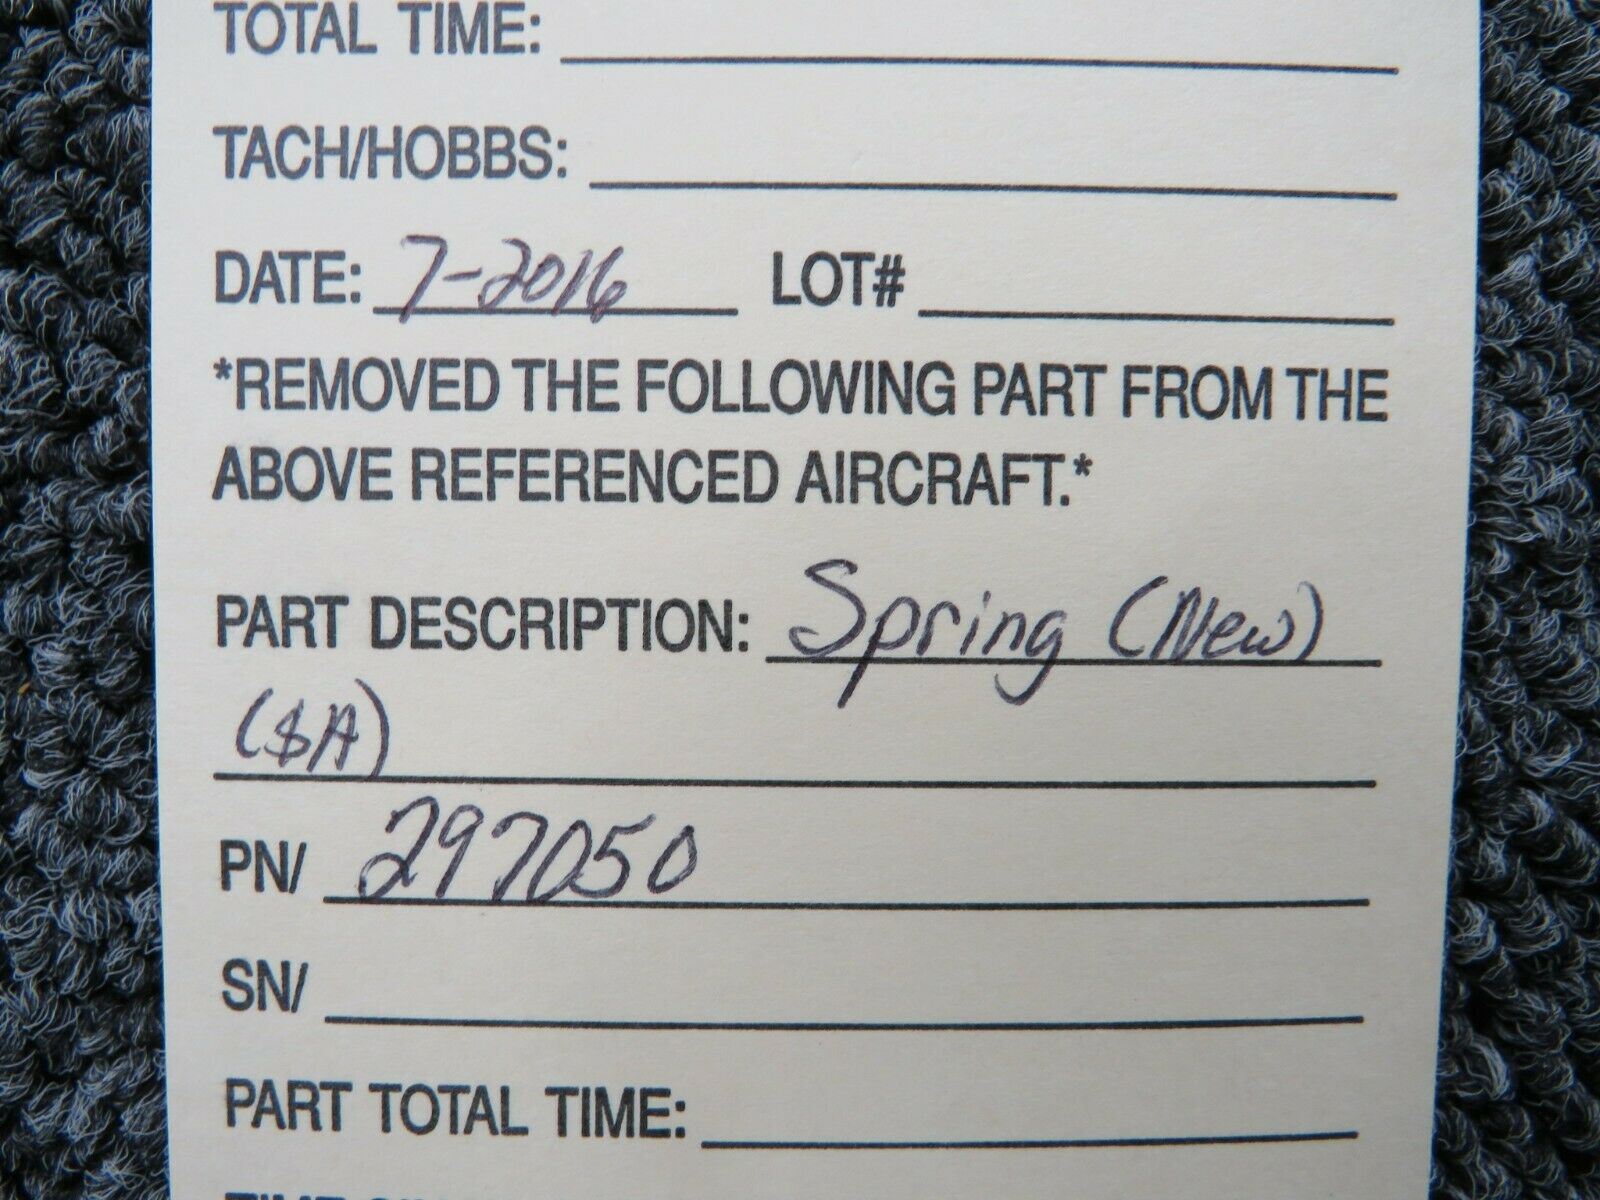 TOTAL TIME:
TACH/HOBBS:
DATE: 7-2016 LOT#
*REMOVED THE FOLLOWING PART FROM THE
ABOVE REFERENCED AIRCRAFT.*
PART DESCRIPTION: Spring (New)
($A)
PN/ 297050
SN/
PART TOTAL TIME: